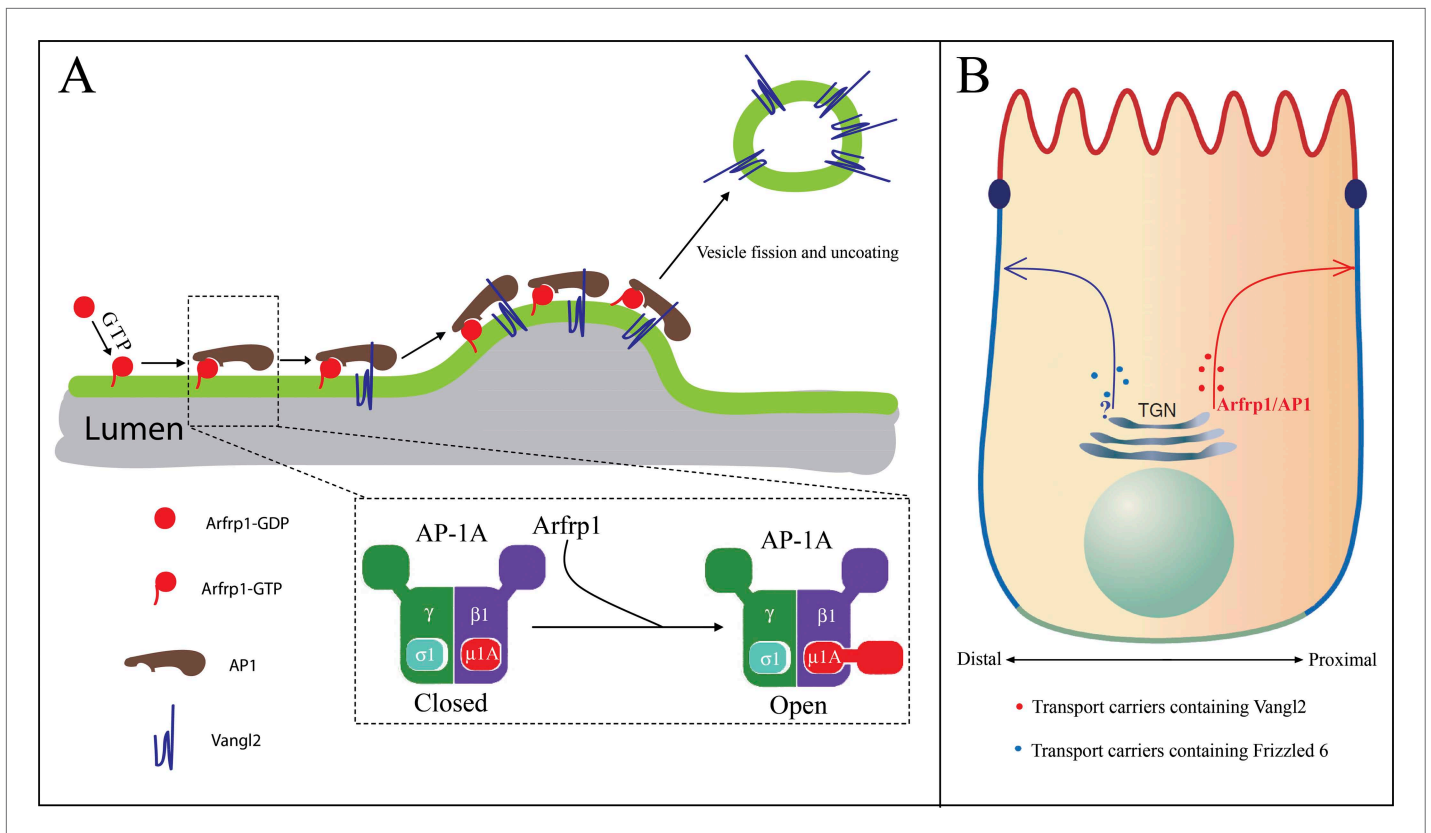 A
GTP
Vesicle fission and uncoating
Lumen
Arfrp1-GDP
Arfrp1-GTP
AP1
Vangl2
Arfrp1
AP-1A
γ
β1
σ1
μ1A
Closed
AP-1A
γ
β1
σ1
μ1A
Open
B
?
TGN
Arfrp1/AP1
Distal
Proximal
Transport carriers containing Vangl2
Transport carriers containing Frizzled 6